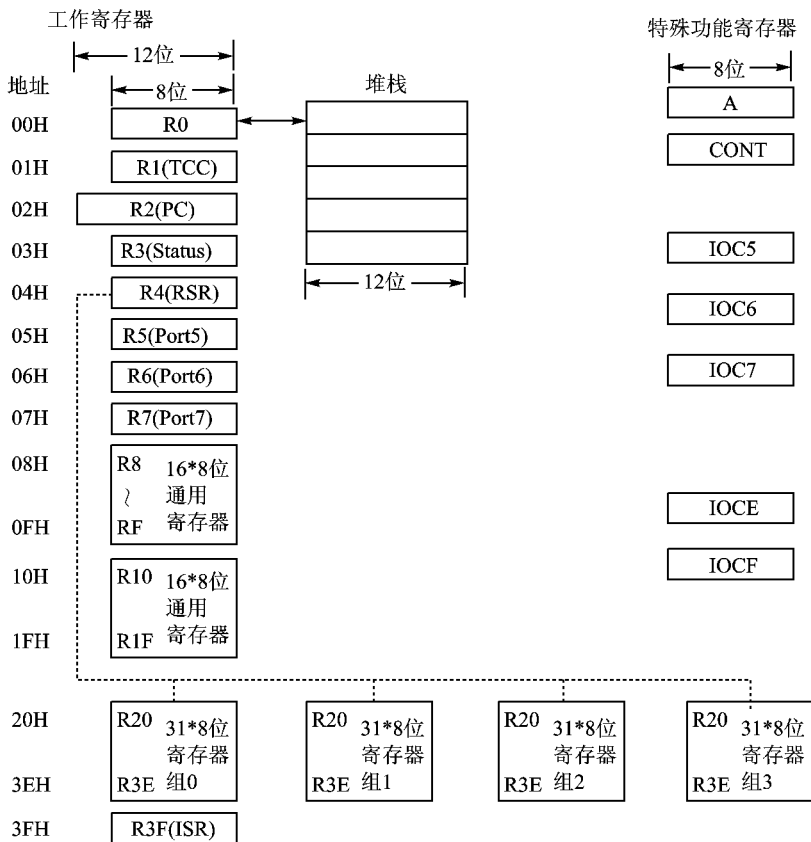 工作寄存器
特殊功能寄存器
12位
8位
地址
8位
堆栈
A
00H
R0
CONT
01H
R1(TCC)
02H
R2(PC)
03H
R3(Status)
IOC5
12位
04H
R4(RSR)
IOC6
05H
R5(Port5)
06H
R6(Port6)
IOC7
07H
R7(Port7)
08H
R8 16*8位
~ 通用
0FH
RF 寄存器
IOCE
IOCF
10H
R10 16*8位
通用
1FH
R1F 寄存器
20H
R20 31*8位
寄存器
3EH
R3E 组0
R20 31*8位
寄存器
R3E 组1
R20 31*8位
寄存器
R3E 组2
R20 31*8位
寄存器
R3E 组3
3FH
R3F(ISR)